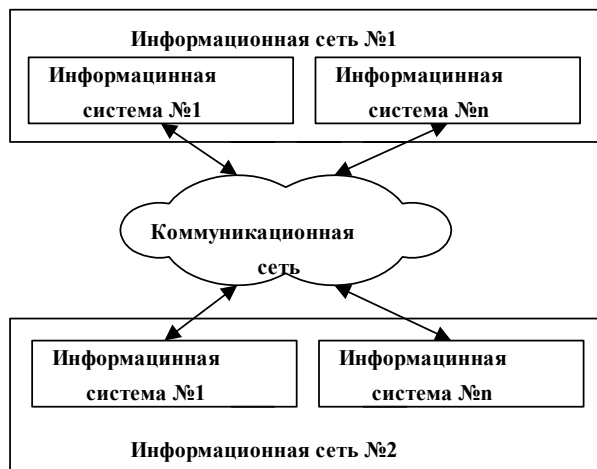 Информационная сеть №1
Информацинная
система №1
Информацинная
система №n
Коммуникационная
сеть
Информацинная
система №1
Информацинная
система №n
Информационная сеть №2